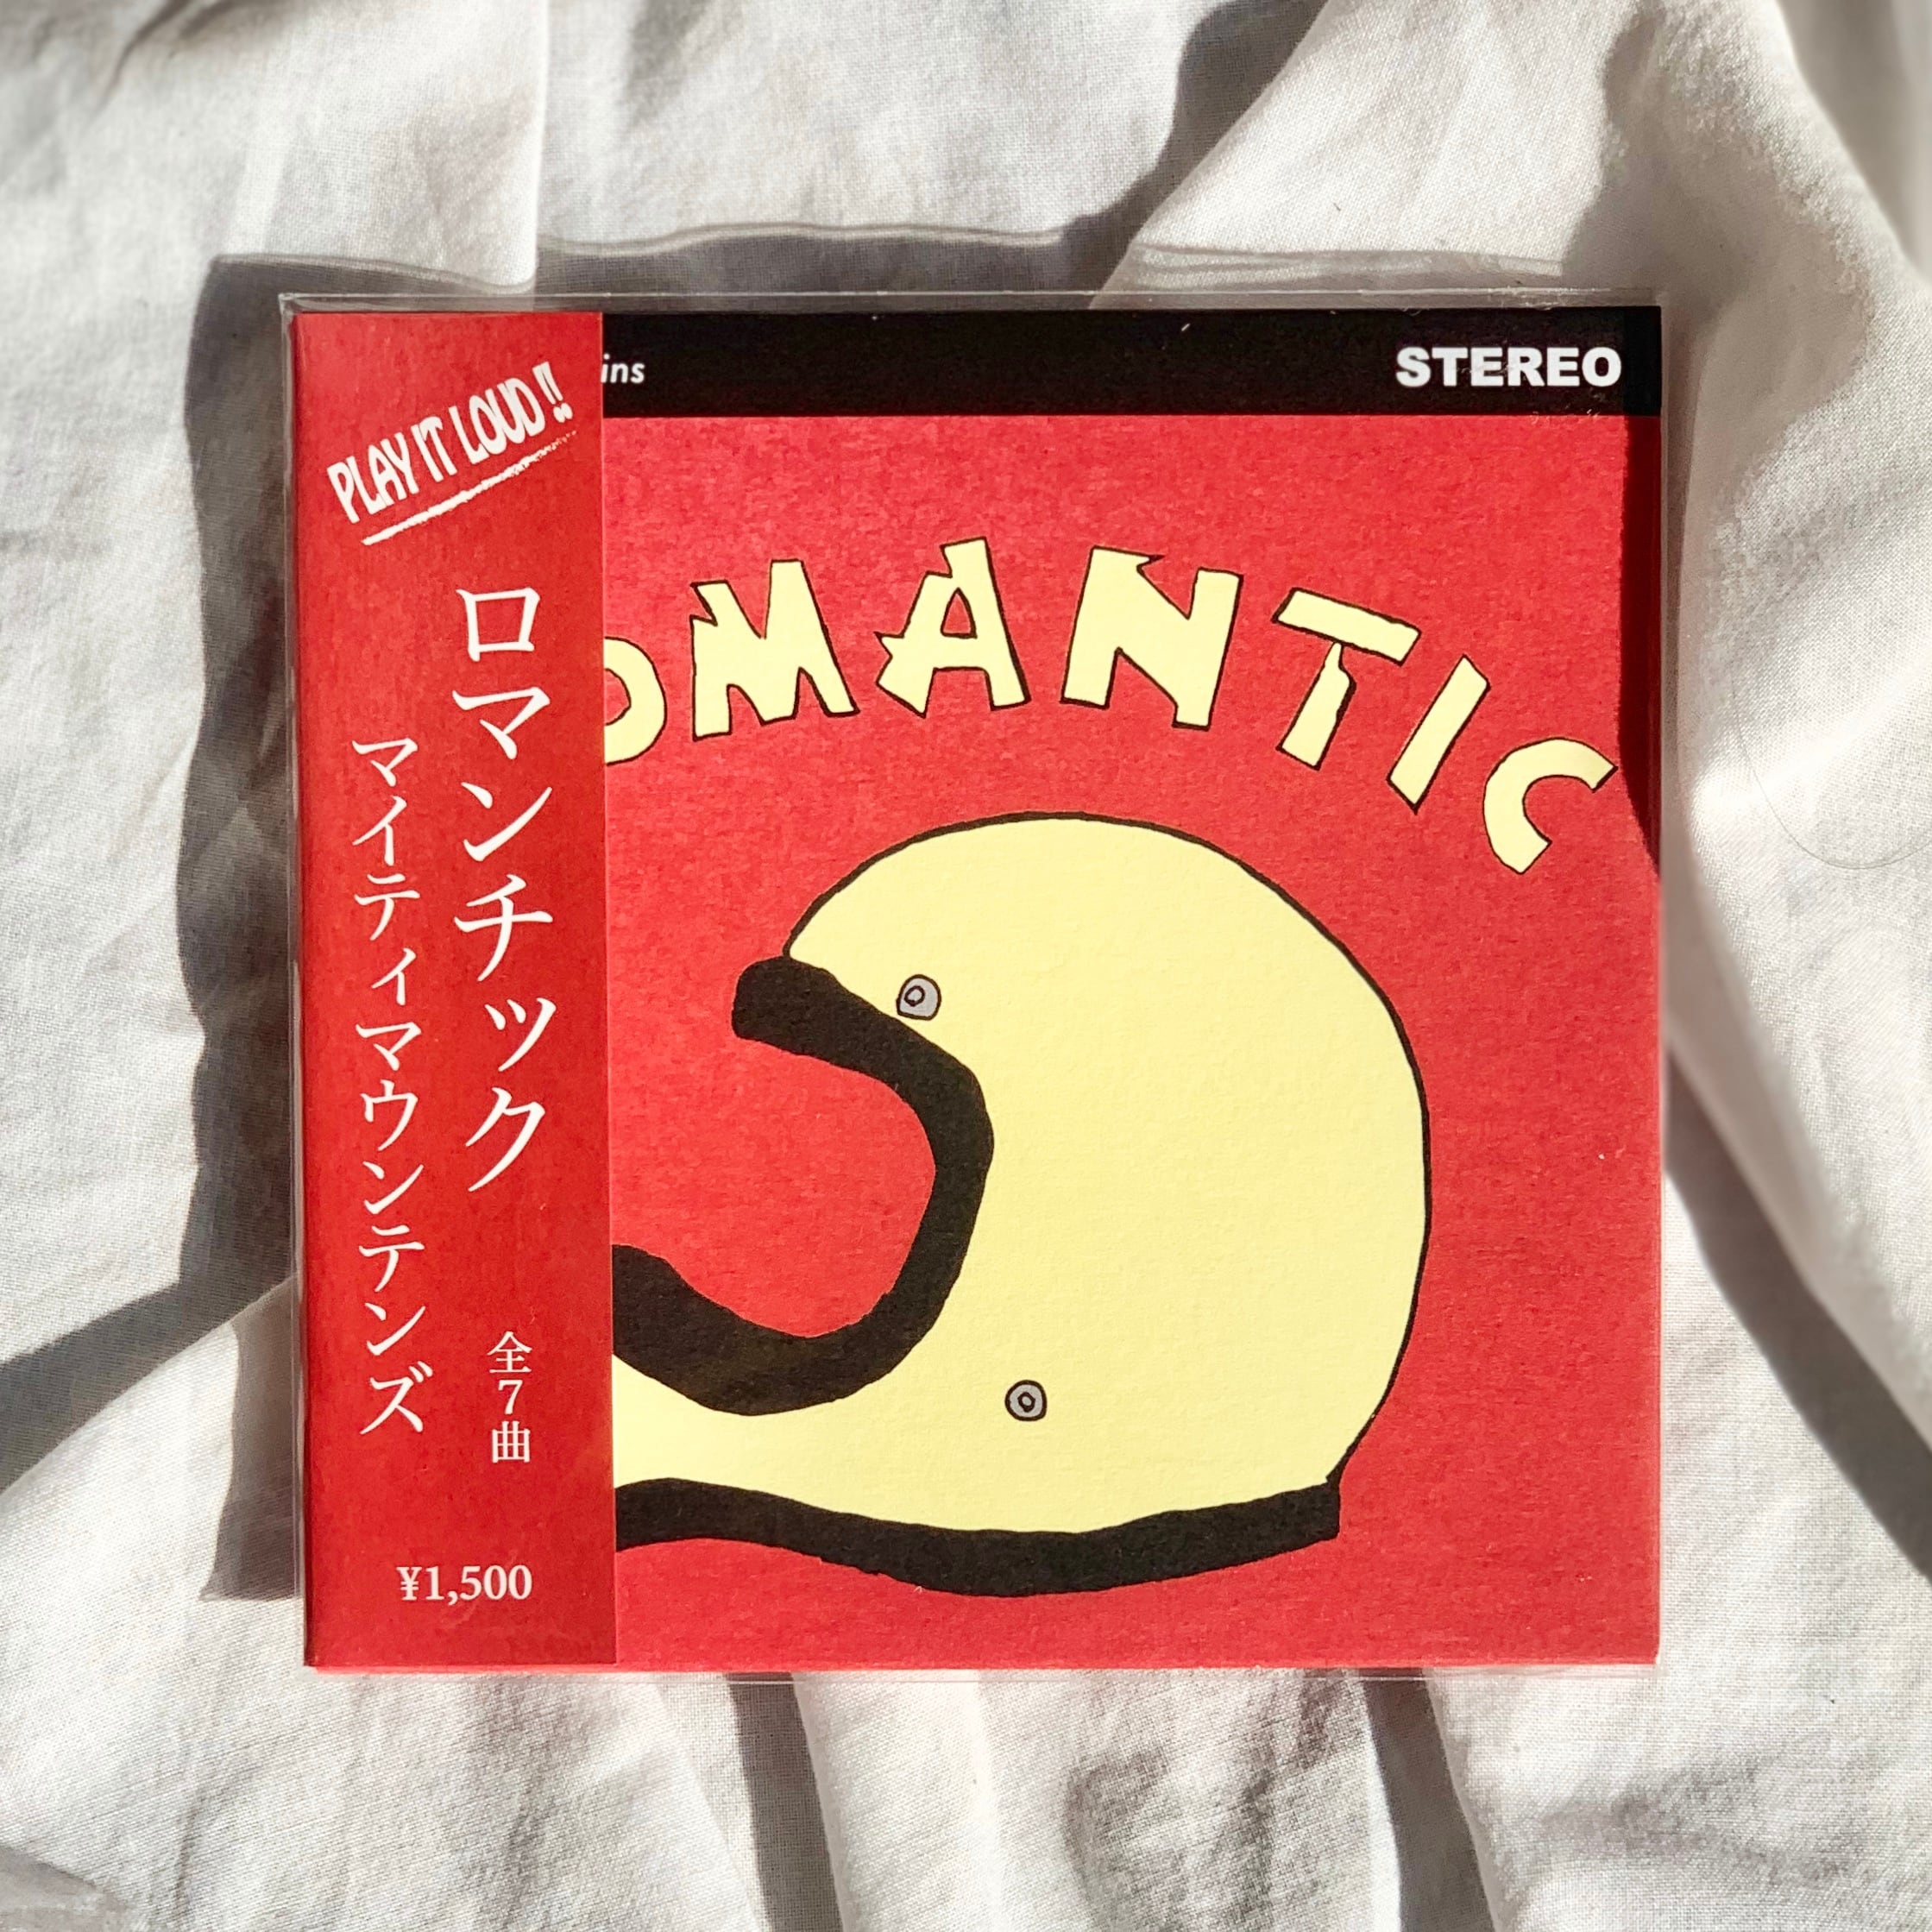 PLAY IT LOUD!!
ロマンチック
マイティマウンテンズ
全7曲
¥1,500
ins
STEREO
OMANTIC